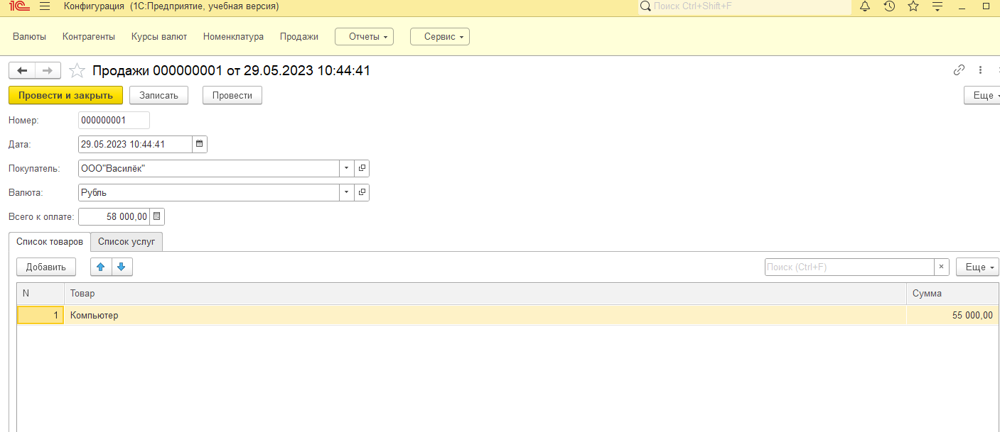 1С Конфигурация (1С:Предприятие, учебная версия) Поиск Ctrl+Shift+F
Валюты Контрагенты Курсы валют Номенклатура Продажи Отчеты Сервис
Продажи 000000001 от 29.05.2023 10:44:41
Провести и закрыть Записать Провести Еще
Номер: 000000001
Дата: 29.05.2023 10:44:41
Покупатель: ООО"Василёк"
Валюта: Рубль
Всего к оплате: 58 000,00
Список товаров Список услуг
Добавить Поиск (Ctrl+F) × Еще
N Товар Сумма
1 Компьютер 55 000,00